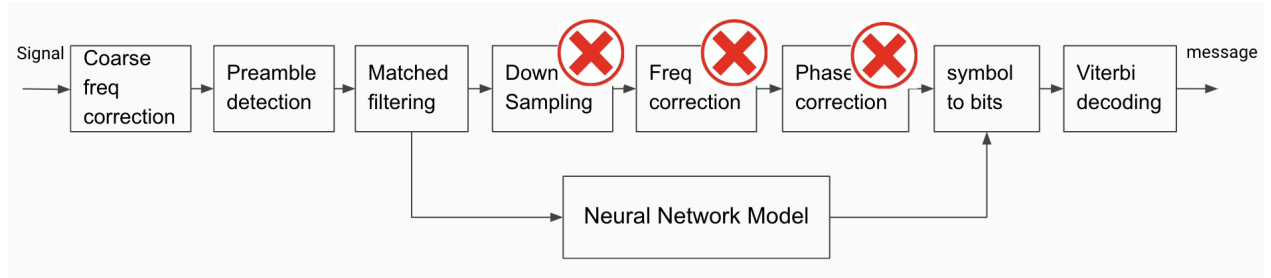 Signal
Coarse
freq
correction
Preamble
detection
Matched
filtering
Down
Sampling
Freq
correction
Phase
correction
symbol
to bits
Viterbi
decoding
message
Neural Network Model